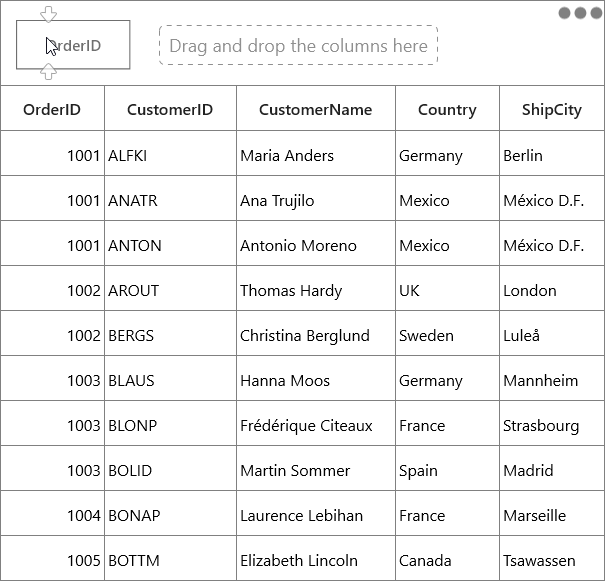 OrderID Drag and drop the columns here
OrderID CustomerID CustomerName Country ShipCity
1001 ALFKI Maria Anders Germany Berlin
1001 ANATR Ana Trujilo Mexico México D.F.
1001 ANTON Antonio Moreno Mexico México D.F.
1002 AROUT Thomas Hardy UK London
1002 BERGS Christina Berglund Sweden Luleå
1003 BLAUS Hanna Moos Germany Mannheim
1003 BLONP Frédérique Citeaux France Strasbourg
1003 BOLID Martin Sommer Spain Madrid
1004 BONAP Laurence Lebihan France Marseille
1005 BOTTM Elizabeth Lincoln Canada Tsawassen